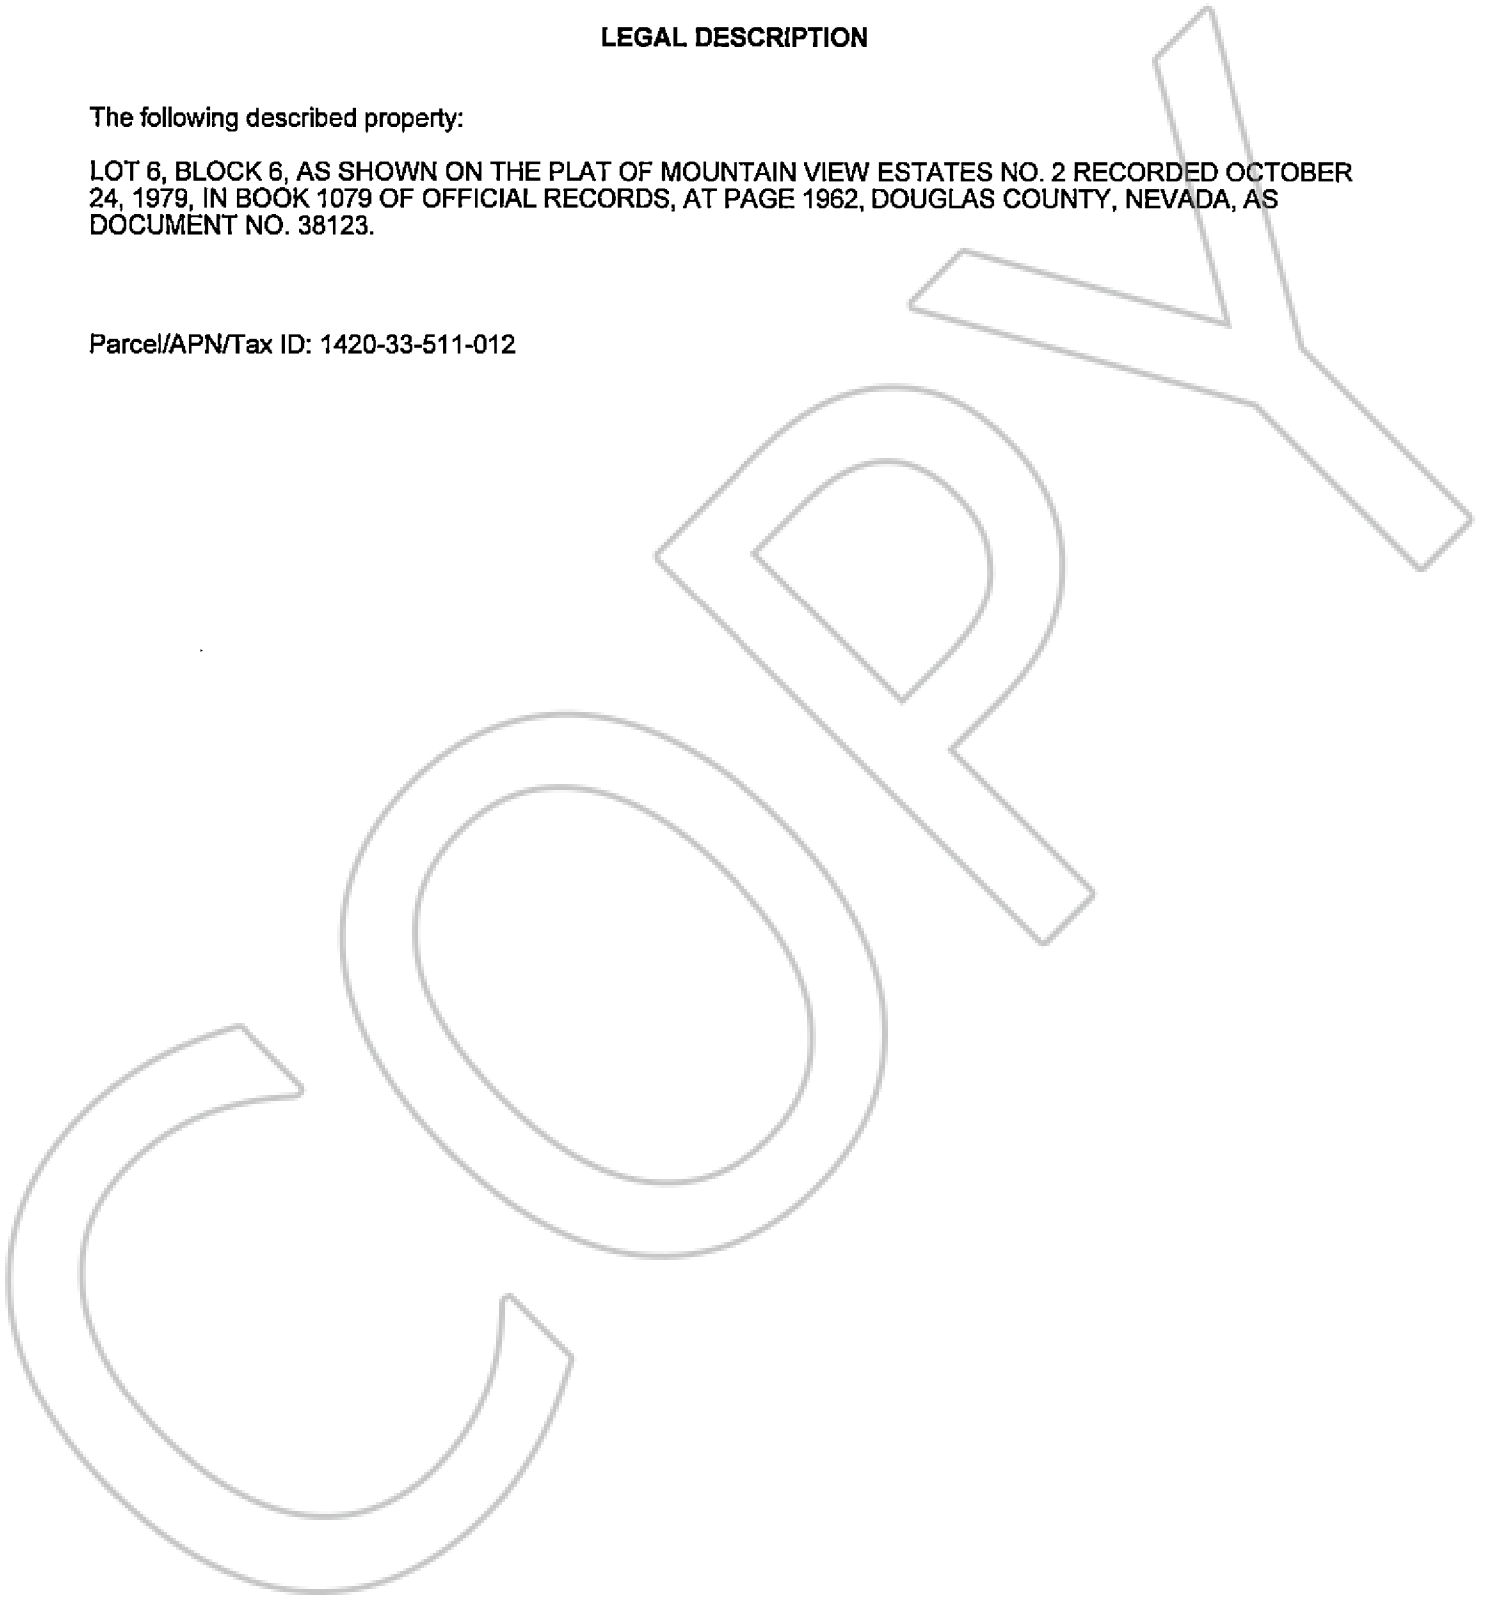 LEGAL DESCRIPTION
The following described property:
LOT 6, BLOCK 6, AS SHOWN ON THE PLAT OF MOUNTAIN VIEW ESTATES NO. 2 RECORDED OCTOBER
24, 1979, IN BOOK 1079 OF OFFICIAL RECORDS, AT PAGE 1962, DOUGLAS COUNTY, NEVADA, AS
DOCUMENT NO. 38123.
Parcel/APN/Tax ID: 1420-33-511-012
COPY